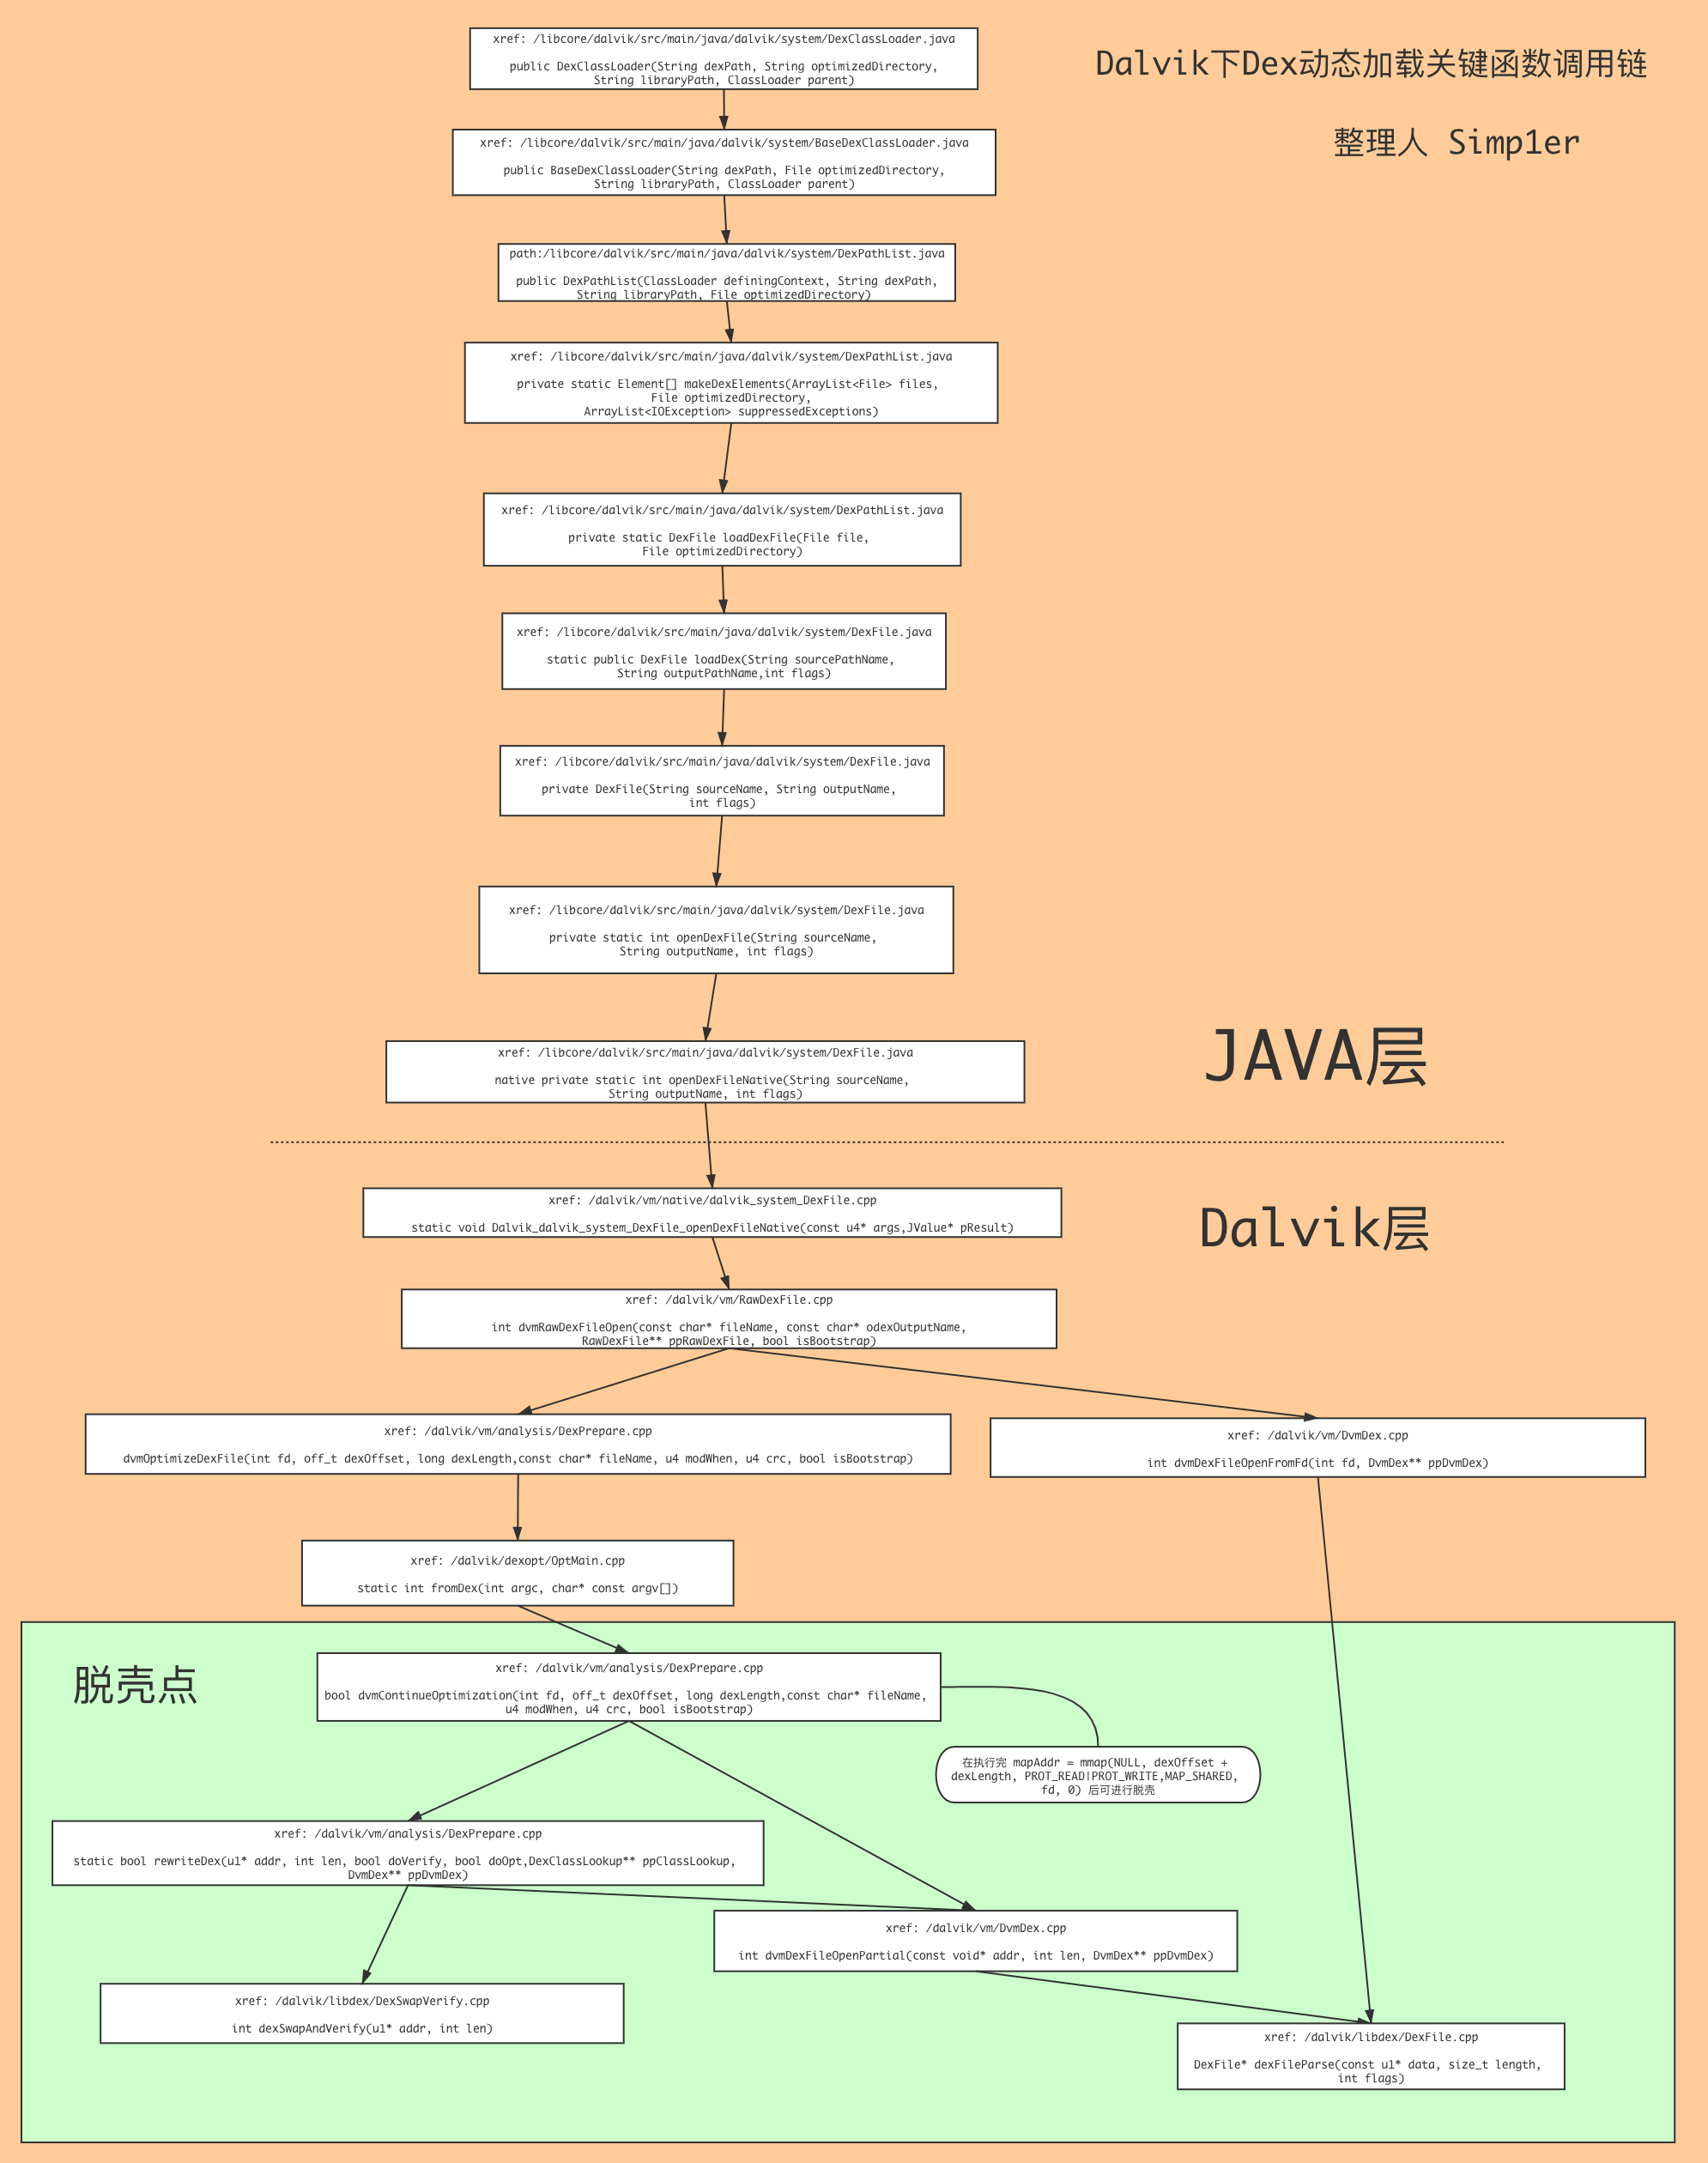 Dalvik下Dex动态加载关键函数调用链
整理人 Simp1er
xref: /libcore/dalvik/src/main/java/dalvik/system/DexClassLoader.java
public DexClassLoader(String dexPath, String optimizedDirectory,
String libraryPath, ClassLoader parent)
xref: /libcore/dalvik/src/main/java/dalvik/system/BaseDexClassLoader.java
public BaseDexClassLoader(String dexPath, File optimizedDirectory,
String libraryPath, ClassLoader parent)
path:/libcore/dalvik/src/main/java/dalvik/system/DexPathList.java
public DexPathList(ClassLoader definingContext, String dexPath,
String libraryPath, File optimizedDirectory)
xref: /libcore/dalvik/src/main/java/dalvik/system/DexPathList.java
private static Element[] makeDexElements(ArrayList<File> files,
File optimizedDirectory,
ArrayList<IOException> suppressedExceptions)
xref: /libcore/dalvik/src/main/java/dalvik/system/DexPathList.java
private static DexFile loadDexFile(File file,
File optimizedDirectory)
xref: /libcore/dalvik/src/main/java/dalvik/system/DexFile.java
static public DexFile loadDex(String sourcePathName,
String outputPathName,int flags)
xref: /libcore/dalvik/src/main/java/dalvik/system/DexFile.java
private DexFile(String sourceName, String outputName,
int flags)
xref: /libcore/dalvik/src/main/java/dalvik/system/DexFile.java
private static int openDexFile(String sourceName,
String outputName, int flags)
xref: /libcore/dalvik/src/main/java/dalvik/system/DexFile.java
native private static int openDexFileNative(String sourceName,
String outputName, int flags)
JAVA层
Dalvik层
xref: /dalvik/vm/native/dalvik_system_DexFile.cpp
static void Dalvik_dalvik_system_DexFile_openDexFileNative(const u4* args,JValue* pResult)
xref: /dalvik/vm/RawDexFile.cpp
int dvmRawDexFileOpen(const char* fileName, const char* odexOutputName,
RawDexFile** ppRawDexFile, bool isBootstrap)
xref: /dalvik/vm/analysis/DexPrepare.cpp
dvmOptimizeDexFile(int fd, off_t dexOffset, long dexLength,const char* fileName, u4 modWhen, u4 crc, bool isBootstrap)
xref: /dalvik/vm/DvmDex.cpp
int dvmDexFileOpenFromFd(int fd, DvmDex** ppDvmDex)
xref: /dalvik/dexopt/OptMain.cpp
static int fromDex(int argc, char* const argv[])
脱壳点
xref: /dalvik/vm/analysis/DexPrepare.cpp
bool dvmContinueOptimization(int fd, off_t dexOffset, long dexLength,const char* fileName,
u4 modWhen, u4 crc, bool isBootstrap)
在执行完 mapAddr = mmap(NULL, dexOffset +
dexLength, PROT_READ|PROT_WRITE,MAP_SHARED,
fd, 0) 后可进行脱壳
xref: /dalvik/vm/analysis/DexPrepare.cpp
static bool rewriteDex(u1* addr, int len, bool doVerify, bool doOpt,DexClassLookup** ppClassLookup,
DvmDex** ppDvmDex)
xref: /dalvik/vm/DvmDex.cpp
int dvmDexFileOpenPartial(const void* addr, int len, DvmDex** ppDvmDex)
xref: /dalvik/libdex/DexSwapVerify.cpp
int dexSwapAndVerify(u1* addr, int len)
xref: /dalvik/libdex/DexFile.cpp
DexFile* dexFileParse(const u1* data, size_t length,
int flags)